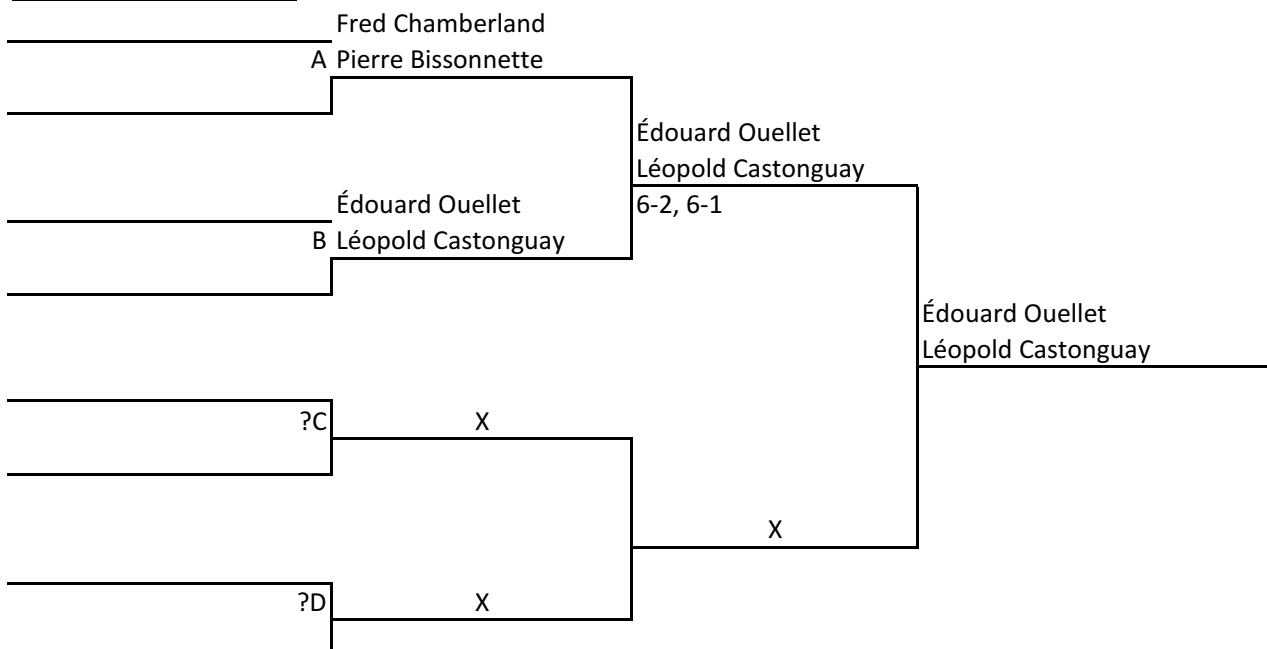 Fred Chamberland
A Pierre Bissonnette
Édouard Ouellet
Léopold Castonguay
Édouard Ouellet
6-2, 6-1
B Léopold Castonguay
Édouard Ouellet
Léopold Castonguay
?C X
X
?D X